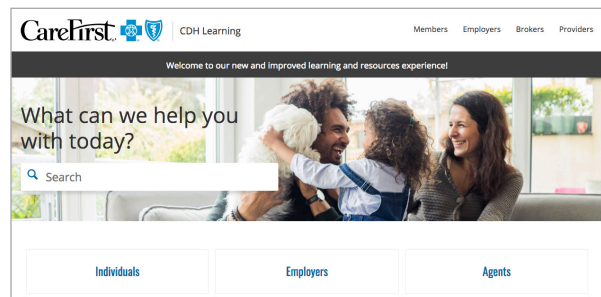 CareFirst
CDH Learning
Members Employers Brokers Providers
Welcome to our new and improved learning and resources experience!
What can we help you
with today?
Search
Individuals Employers Agents